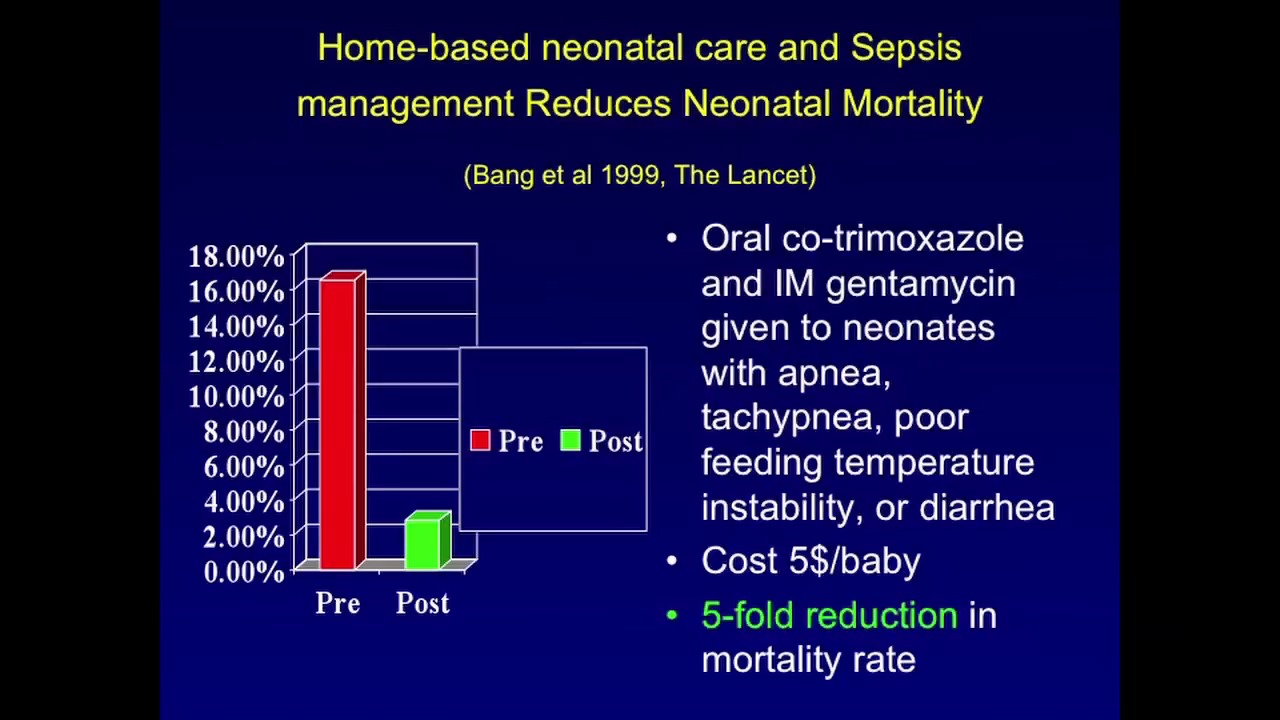 Home-based neonatal care and Sepsis
management Reduces Neonatal Mortality
(Bang et al 1999, The Lancet)
18.00%
16.00%
14.00%
12.00%
10.00%
8.00%
6.00%
4.00%
2.00%
0.00%
Pre
Post
Pre
Post
• Oral co-trimoxazole
and IM gentamycin
given to neonates
with apnea,
tachypnea, poor
feeding temperature
instability, or diarrhea
• Cost 5$/baby
• 5-fold reduction in
mortality rate